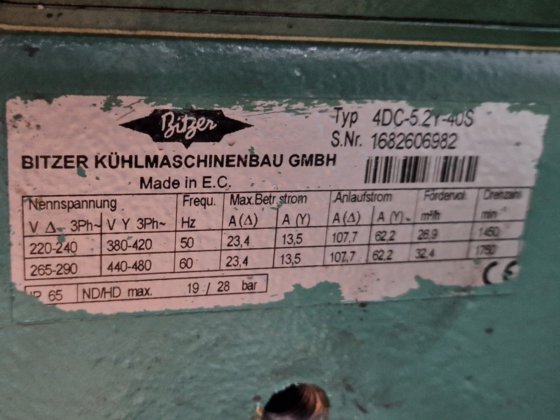 Bitzer
Typ 4DC-5.2Y-40S
S.Nr. 1682606982
BITZER KÜHLMASCHINENBAU GMBH
Made in E.C.
Nennspannung Frequ. Max.Betr.strom Anlaufstrom Fördervol. Drehzahl
V Δ 3Ph~ V Y 3Ph~ Hz A (Δ) A (Y) A (Δ) A (Y) m³/h min
220-240 380-420 50 23,4 13,5 107,7 62,2 26,9 1450
265-290 440-480 60 23,4 13,5 107,7 62,2 32,4 1750
IP 65 ND/HD max. 19 / 28 bar CE